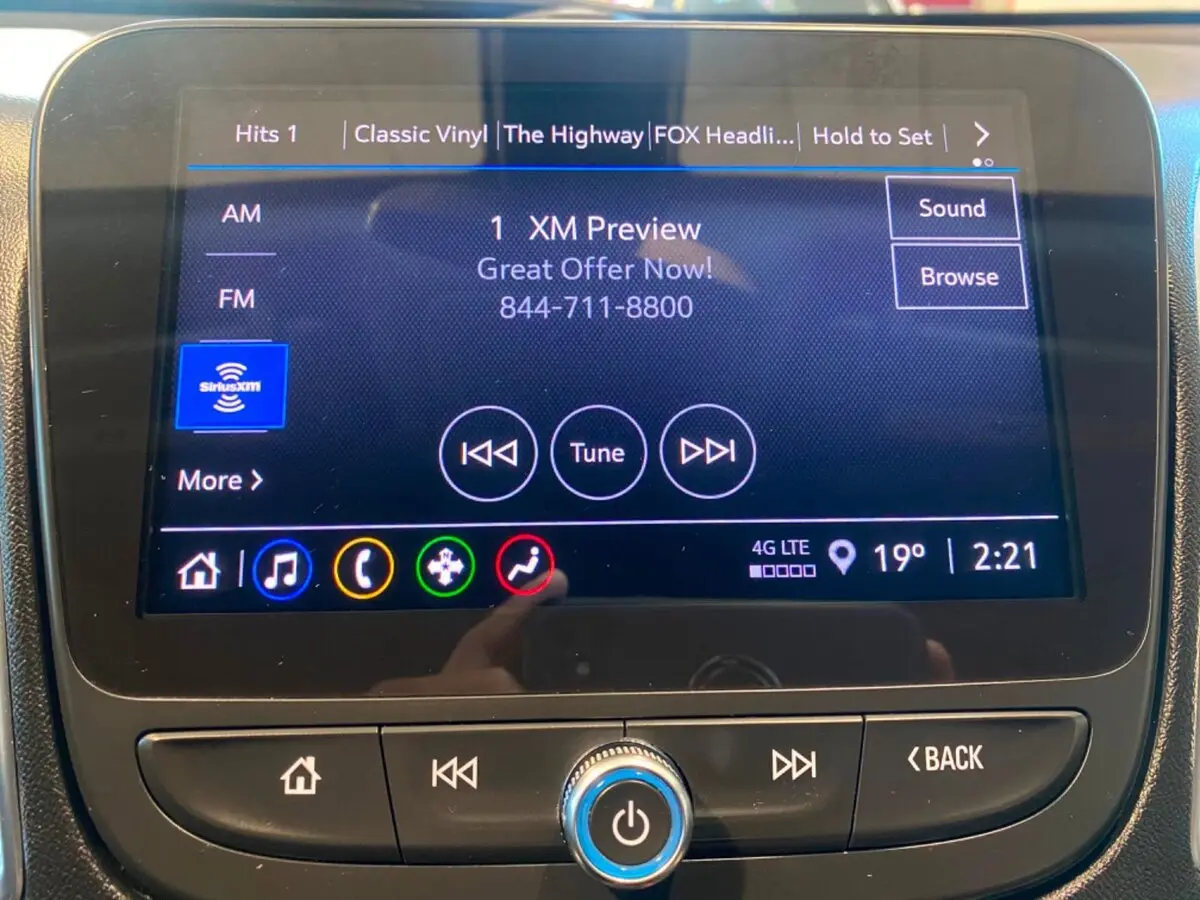 Hits 1 Classic Vinyl The Highway FOX Headli... Hold to Set
AM
1 XM Preview
Sound
Great Offer Now!
Browse
FM
844-711-8800
SiriusXM
Tune
More
4G LTE
19° 2:21
BACK